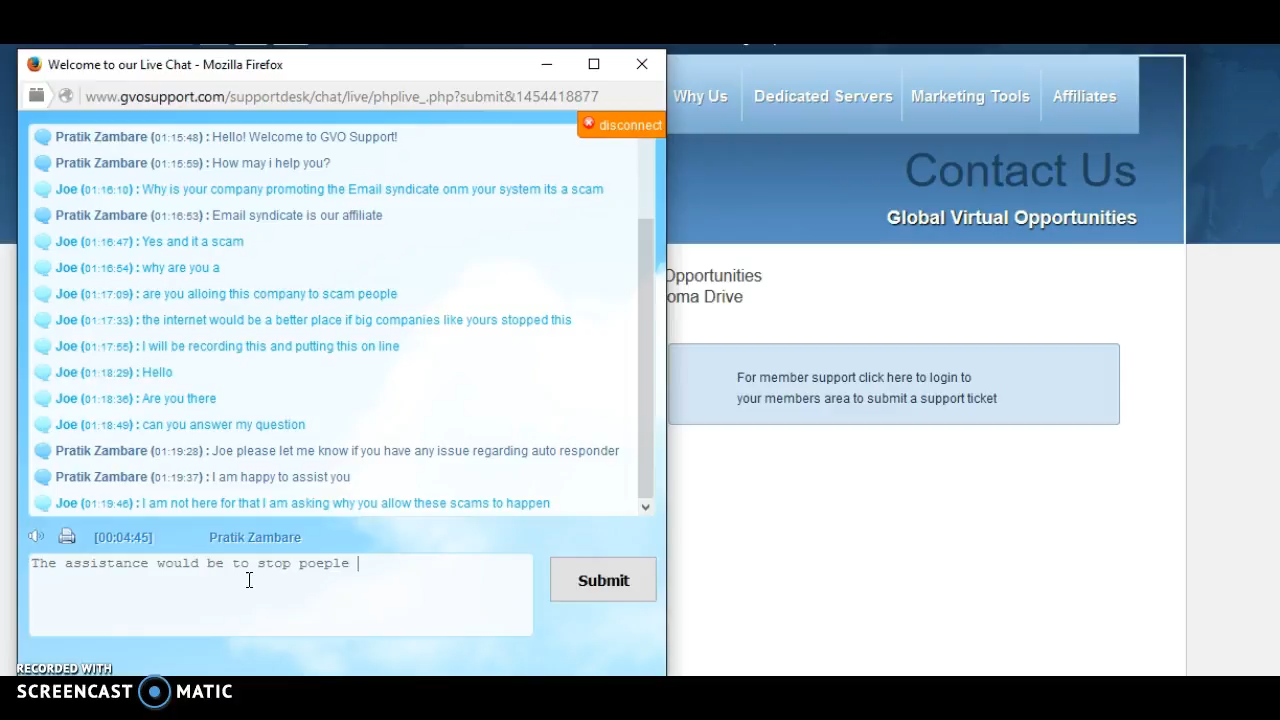 Welcome to our Live Chat - Mozilla Firefox
www.gvosupport.com/supportdesk/chat/live/phplive_.php?submit&1454418877
disconnect
Pratik Zambare (01:15:48) : Hello! Welcome to GVO Support!
Pratik Zambare (01:15:59) : How may i help you?
Joe (01:16:10) : Why is your company promoting the Email syndicate onm your system its a scam
Pratik Zambare (01:16:53) : Email syndicate is our affiliate
Joe (01:16:47) : Yes and it a scam
Joe (01:16:54) : why are you a
Joe (01:17:09) : are you alloing this company to scam people
Joe (01:17:33) : the internet would be a better place if big companies like yours stopped this
Joe (01:17:55) : I will be recording this and putting this on line
Joe (01:18:29) : Hello
Joe (01:18:36) : Are you there
Joe (01:18:49) : can you answer my question
Pratik Zambare (01:19:28) : Joe please let me know if you have any issue regarding auto responder
Pratik Zambare (01:19:37) : I am happy to assist you
Joe (01:19:46) : I am not here for that I am asking why you allow these scams to happen
[00:04:45] Pratik Zambare
The assistance would be to stop poeple
Submit
Why Us Dedicated Servers Marketing Tools Affiliates
Contact Us
Global Virtual Opportunities
Opportunities
oma Drive
For member support click here to login to
your members area to submit a support ticket
RECORDED WITH
SCREENCAST MATIC